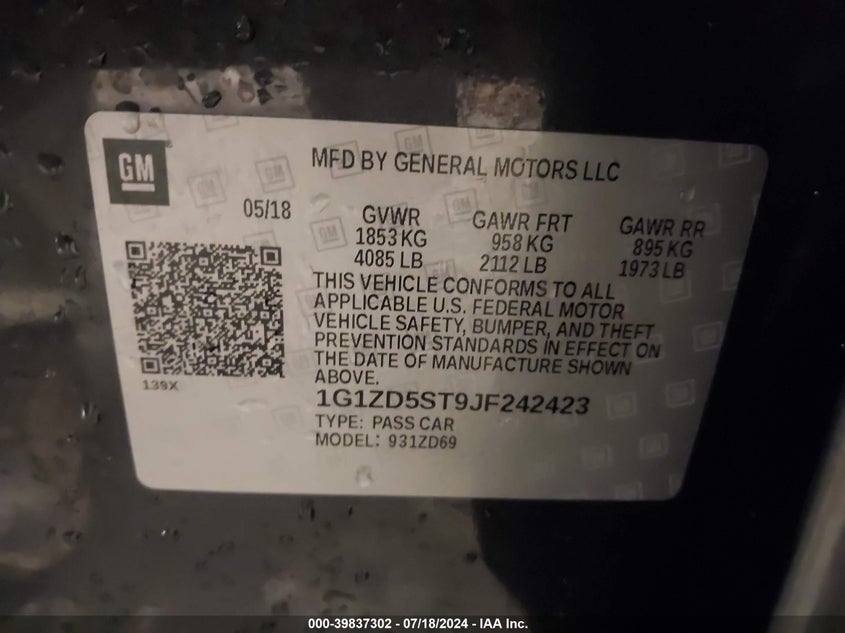 GM
MFD BY GENERAL MOTORS LLC
05/18
GVWR
1853 KG
4085 LB
GAWR FRT
958 KG
2112 LB
GAWR RR
895 KG
1973 LB
THIS VEHICLE CONFORMS TO ALL
APPLICABLE U.S. FEDERAL MOTOR
VEHICLE SAFETY, BUMPER, AND THEFT
PREVENTION STANDARDS IN EFFECT ON
THE DATE OF MANUFACTURE SHOWN
ABOVE.
139X
1G1ZD5ST9JF242423
TYPE: PASS CAR
MODEL: 931ZD69
000-39837302 - 07/18/2024 - IAA Inc.